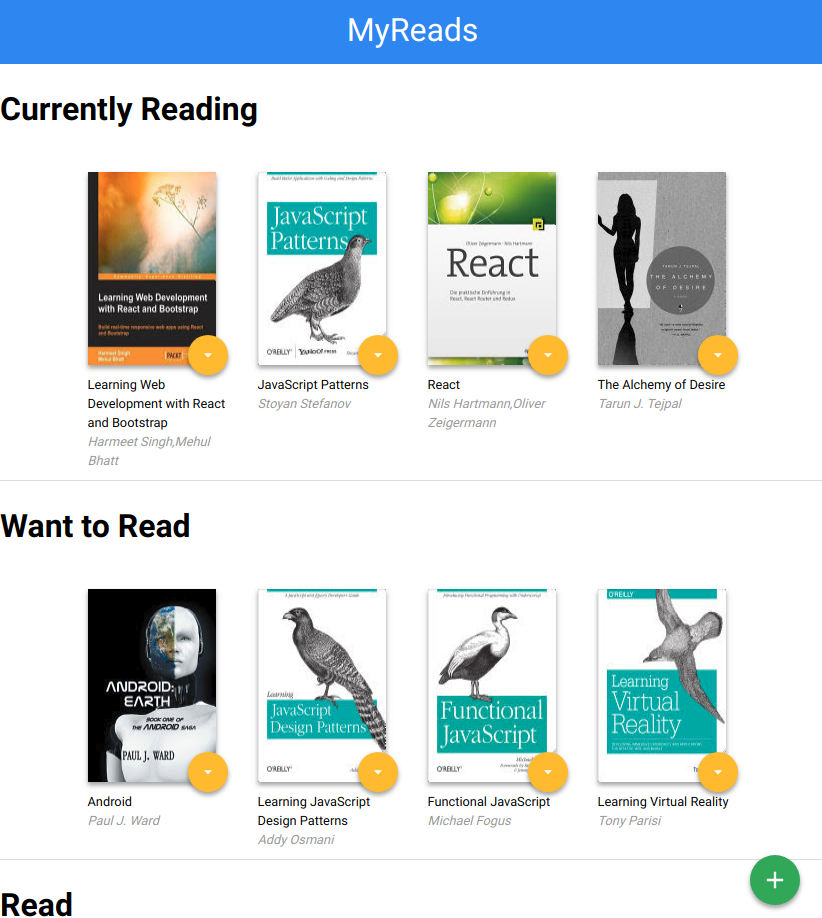 MyReads
Currently Reading
Community Experience Distilled
Learning Web Development
with React and Bootstrap
Build real-time responsive web apps using React
and Bootstrap
Harmeet Singh
Mehul Bhatt
PACKT
Build Better Applications with Coding and Design Patterns
JavaScript
Patterns
O'REILLY
YAHOO! PRESS
Oliver Zeigermann · Nils Hartmann
React
Die praktische Einführung in
React, React Router und Redux
TARUN J. TEJPAL
THE ALCHEMY
OF DESIRE
Learning Web
Development with React
and Bootstrap
Harmeet Singh,Mehul
Bhatt
JavaScript Patterns
Stoyan Stefanov
React
Nils Hartmann,Oliver
Zeigermann
The Alchemy of Desire
Tarun J. Tejpal
Want to Read
ANDROID:
EARTH
BOOK ONE OF
THE ANDROID SAGA
PAUL J. WARD
A JavaScript and jQuery Developer's Guide
Learning
JavaScript
Design Patterns
O'REILLY
Introducing Functional Programming with Underscore.js
Functional
JavaScript
O'REILLY
O'REILLY
Learning
Virtual
Reality
Android
Paul J. Ward
Learning JavaScript
Design Patterns
Addy Osmani
Functional JavaScript
Michael Fogus
Learning Virtual Reality
Tony Parisi
Read